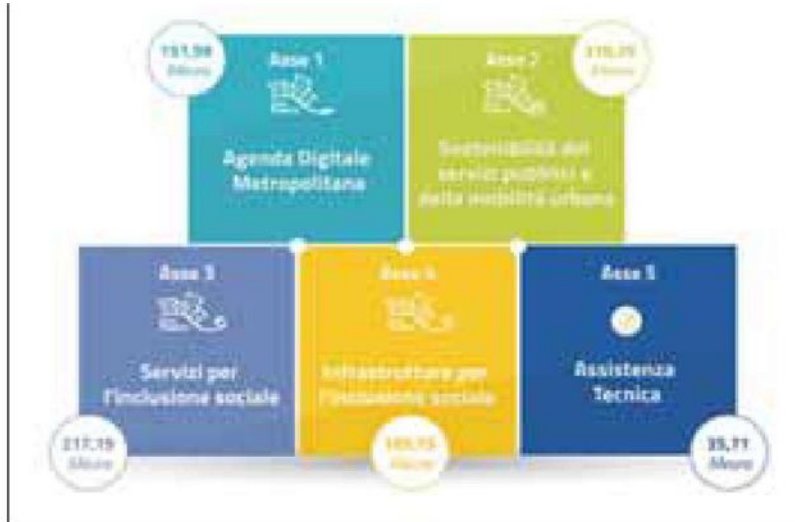 151,98
Meuro
Asse 1
Agenda Digitale
Metropolitana
Asse 2
Meuro
Sostenibilità dei
servizi pubblici e
della mobilità urbana
Asse 3
Servizi per
l'inclusione sociale
217,19
Meuro
Asse 4
Infrastrutture per
l'inclusione sociale
Meuro
Asse 5
Assistenza
Tecnica
35,71
Meuro